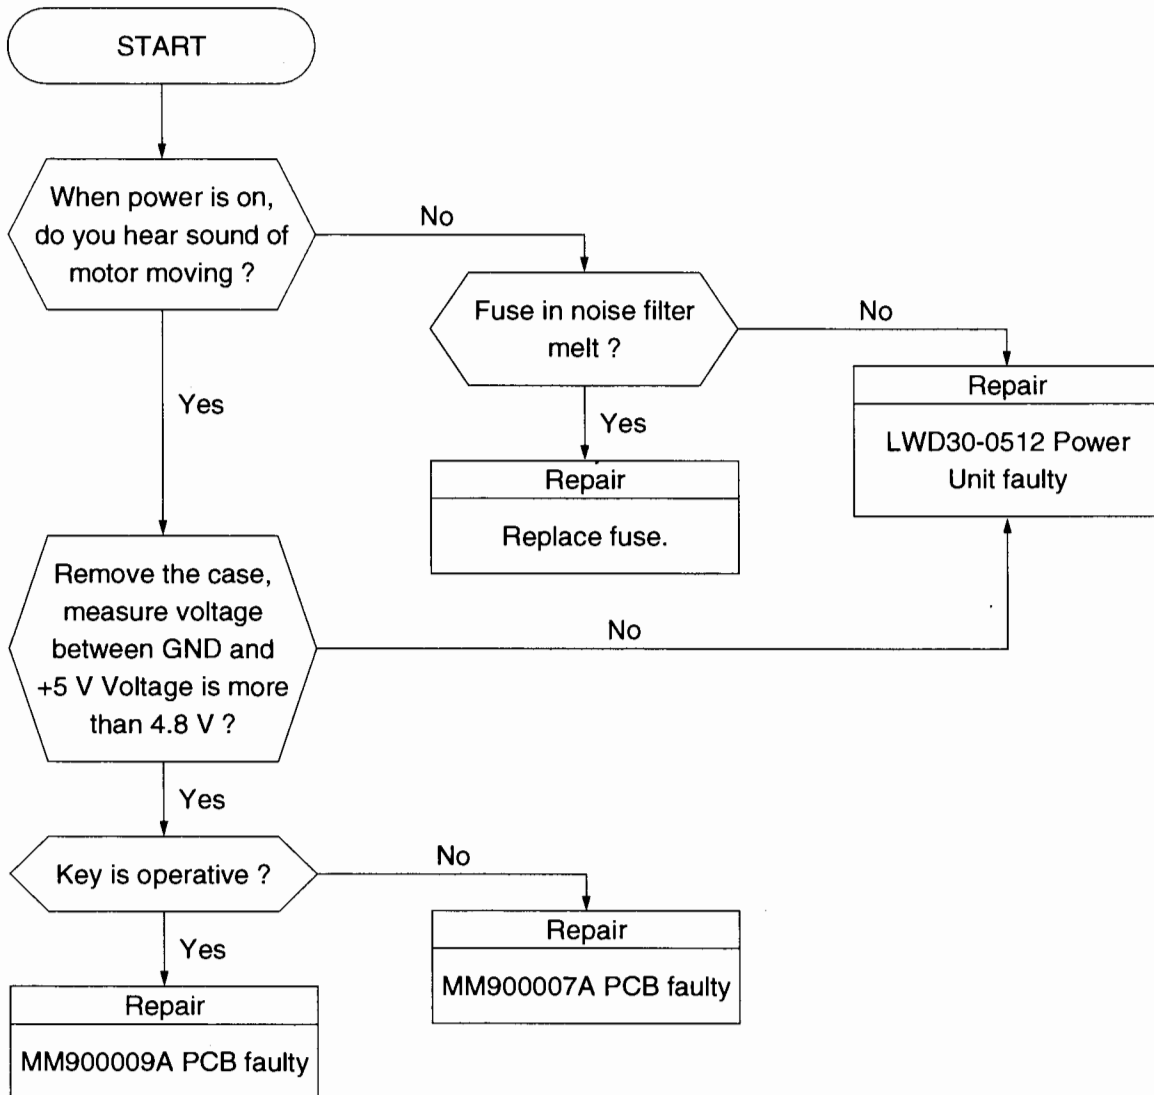 START
When power is on,
do you hear sound of
motor moving ?
No
Fuse in noise filter
melt ?
No
Yes
Repair
LWD30-0512 Power
Unit faulty
Yes
Repair
Replace fuse.
Remove the case,
measure voltage
between GND and
+5 V Voltage is more
than 4.8 V ?
No
Yes
Key is operative ?
No
Yes
Repair
MM900007A PCB faulty
Repair
MM900009A PCB faulty